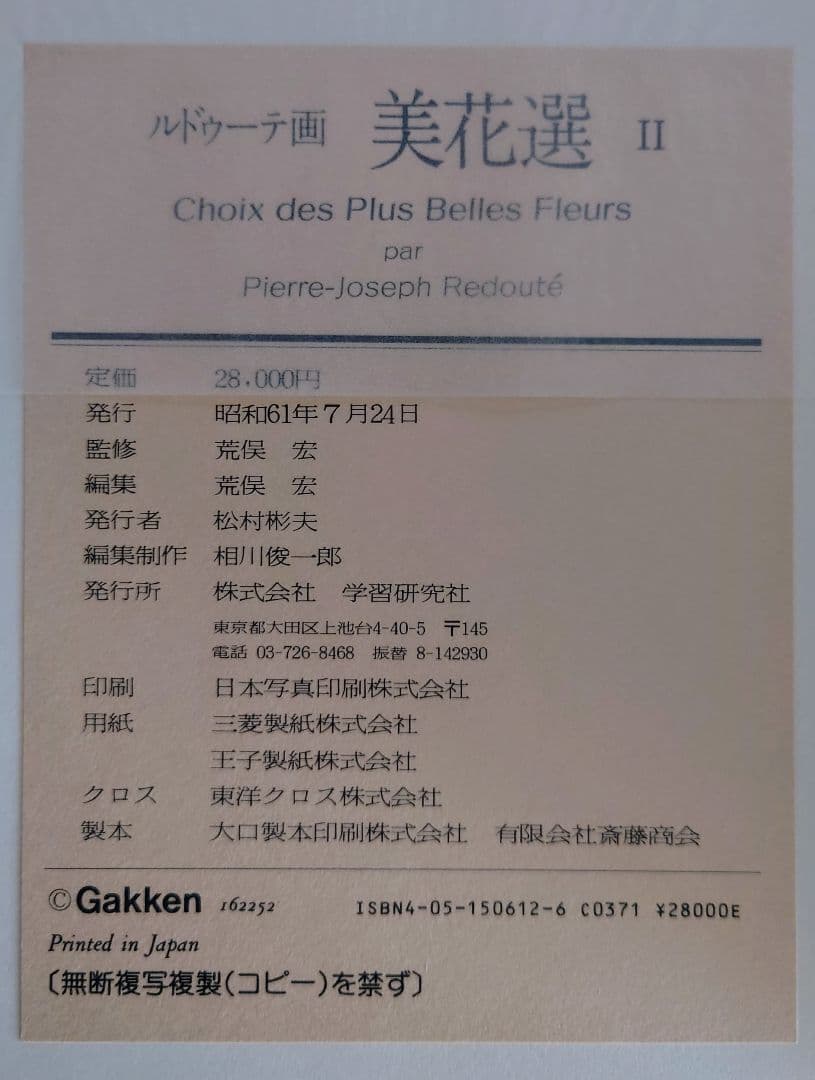 ルドゥーテ画 美花選 II
Choix des Plus Belles Fleurs
par
Pierre-Joseph Redouté
定価 28,000円
発行 昭和61年7月24日
監修 荒俣 宏
編集 荒俣 宏
発行者 松村彬夫
編集制作 相川俊一郎
発行所 株式会社 学習研究社
東京都大田区上池台4-40-5 〒145
電話 03-726-8468 振替 8-142930
印刷 日本写真印刷株式会社
用紙 三菱製紙株式会社
王子製紙株式会社
クロス 東洋クロス株式会社
製本 大口製本印刷株式会社 有限会社斎藤商会
©Gakken 162252 ISBN4-05-150612-6 C0371 ¥28000E
Printed in Japan
〔無断複写複製(コピー)を禁ず〕